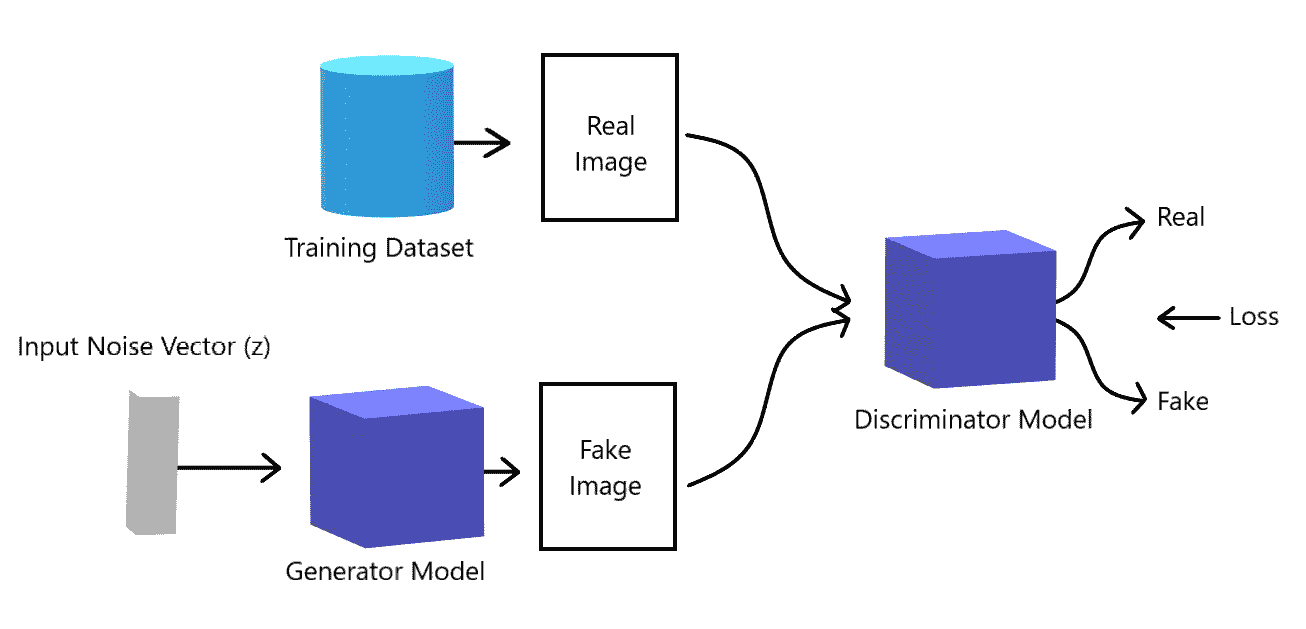 Real
Image
Training Dataset
Real
Loss
Input Noise Vector (z)
Fake
Discriminator Model
Fake
Image
Generator Model